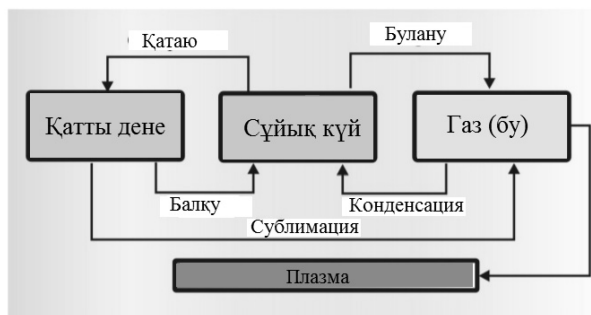 Қатаю
Булану
Қатты дене
Сұйық күй
Газ (бу)
Балқу
Конденсация
Сублимация
Плазма